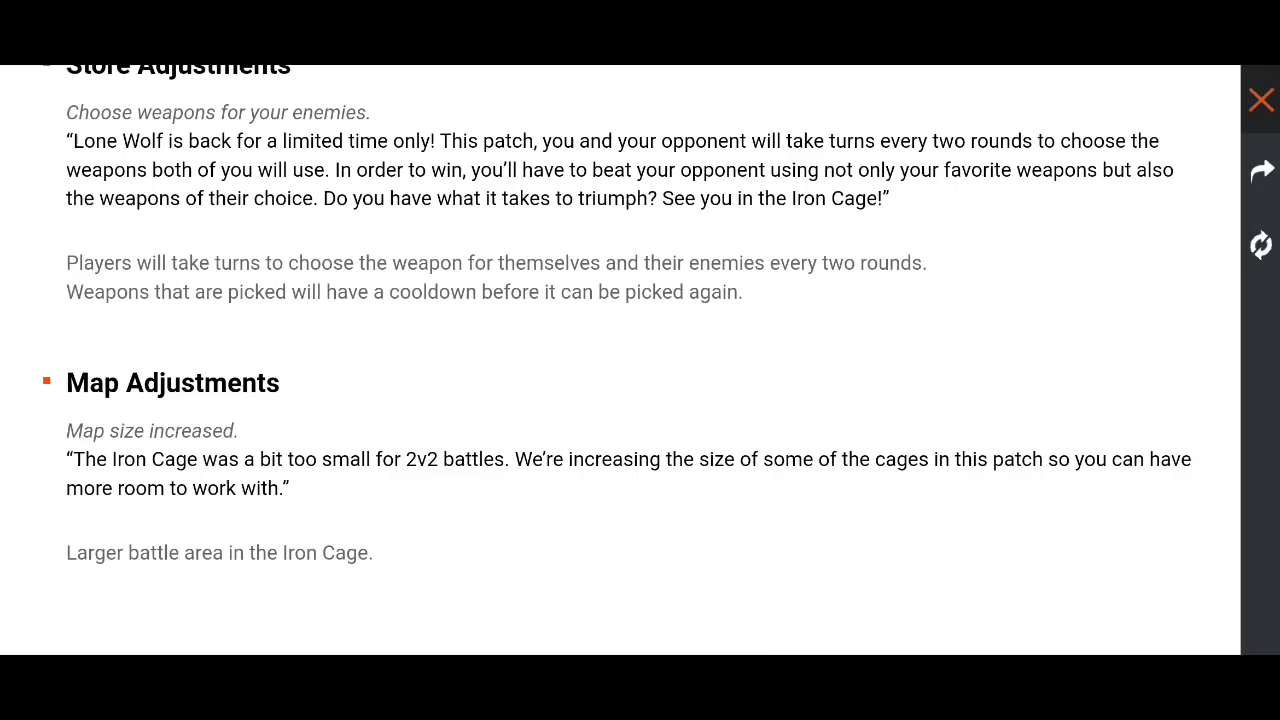 Store Adjustments
Choose weapons for your enemies.
“Lone Wolf is back for a limited time only! This patch, you and your opponent will take turns every two rounds to choose the
weapons both of you will use. In order to win, you’ll have to beat your opponent using not only your favorite weapons but also
the weapons of their choice. Do you have what it takes to triumph? See you in the Iron Cage!”
Players will take turns to choose the weapon for themselves and their enemies every two rounds.
Weapons that are picked will have a cooldown before it can be picked again.
Map Adjustments
Map size increased.
“The Iron Cage was a bit too small for 2v2 battles. We’re increasing the size of some of the cages in this patch so you can have
more room to work with.”
Larger battle area in the Iron Cage.